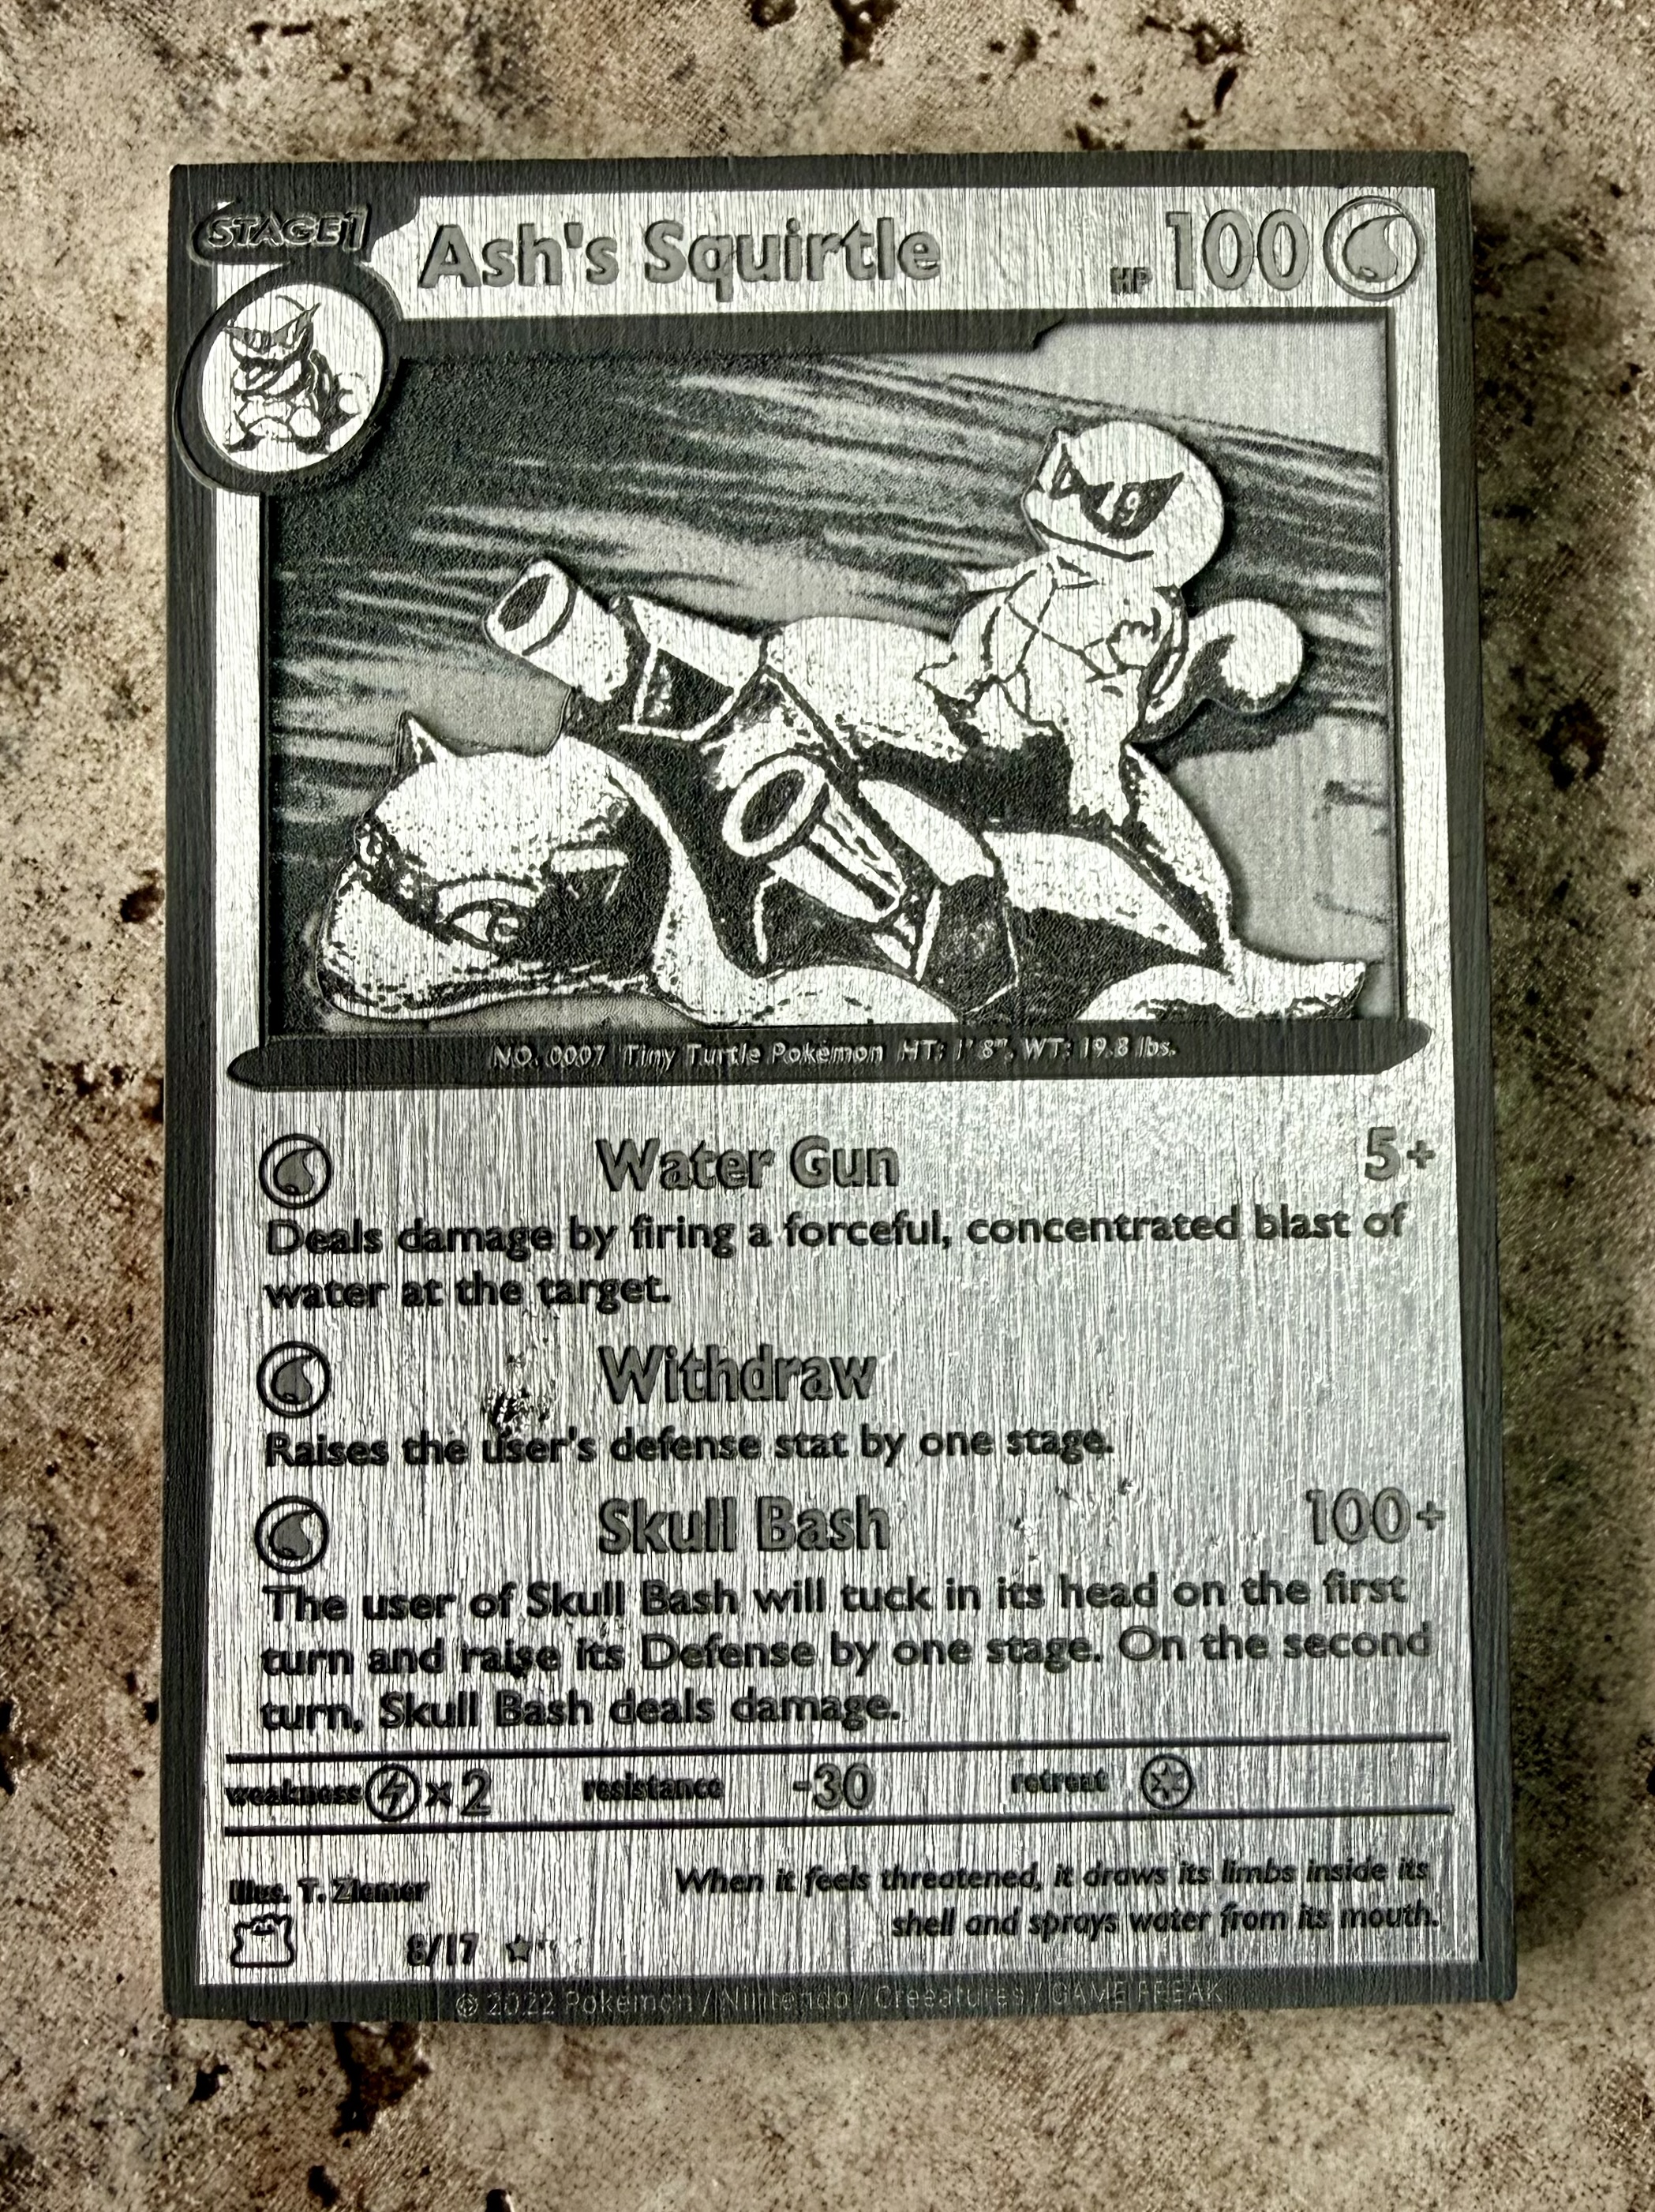 STAGE1
Ash's Squirtle HP 100
NO. 0007 Tiny Turtle Pokémon HT: 1' 8", WT: 19.8 lbs.
Water Gun 5+
Deals damage by firing a forceful, concentrated blast of
water at the target.
Withdraw
Raises the user's defense stat by one stage.
Skull Bash 100+
The user of Skull Bash will tuck in its head on the first
turn and raise its Defense by one stage. On the second
turn, Skull Bash deals damage.
weakness x 2 resistance -30 retreat
Illus. T. Ziemer
When it feels threatened, it draws its limbs inside its
shell and sprays water from its mouth.
8/17
© 2022 Pokémon / Nintendo / Creeatures / GAME FREAK